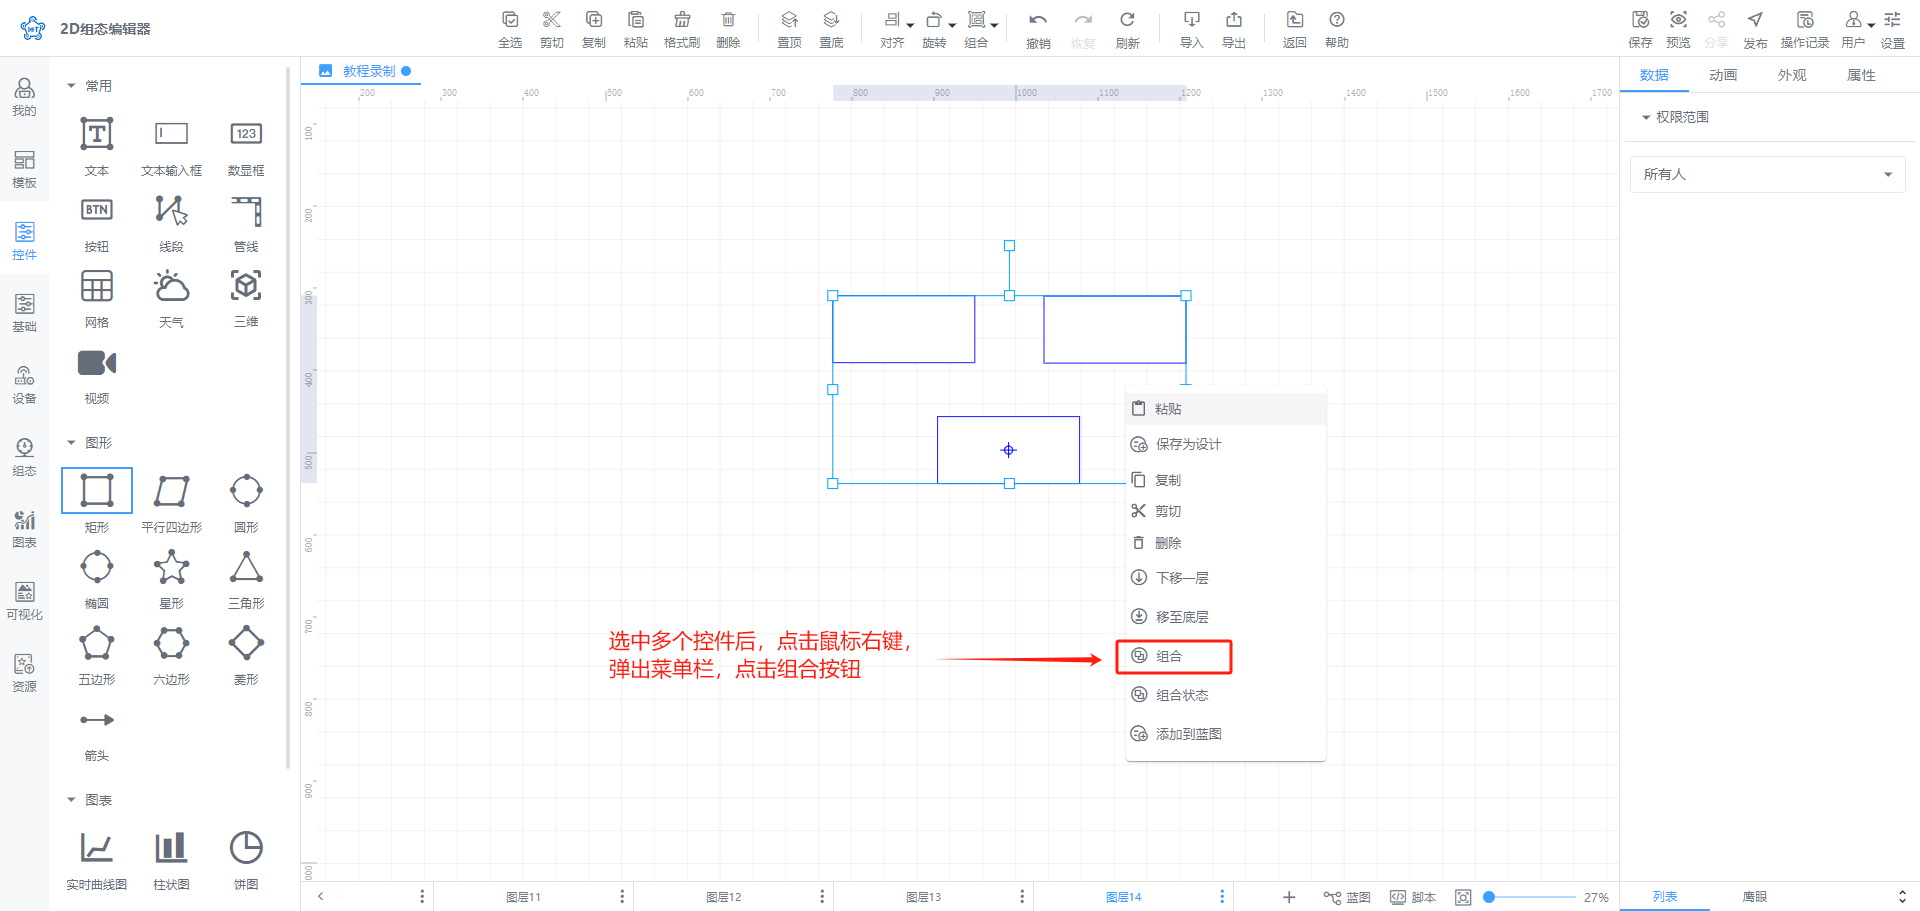 2D组态编辑器
全选 剪切 复制 粘贴 格式刷 删除 置顶 置底 对齐 旋转 组合 撤销 恢复 刷新 导入 导出 返回 帮助 保存 预览 分享 发布 操作记录 用户 设置
我的
模板
控件
基础
设备
组态
图表
可视化
资源
常用
T
I
123
文本 文本输入框 数显框
BTN
按钮 线段 管线
网格 天气 三维
视频
图形
矩形 平行四边形 圆形
椭圆 星形 三角形
五边形 六边形 菱形
箭头
图表
实时曲线图 柱状图 饼图
教程录制
200 300 400 500 600 700 800 900 1000 1100 1200 1300 1400 1500 1600 1700
100
200
300
400
500
600
700
800
900
粘贴
保存为设计
复制
剪切
删除
下移一层
移至底层
组合
组合状态
添加到蓝图
选中多个控件后，点击鼠标右键，
弹出菜单栏，点击组合按钮
数据 动画 外观 属性
权限范围
所有人
图层11 图层12 图层13 图层14 蓝图 脚本 27%
列表 鹰眼